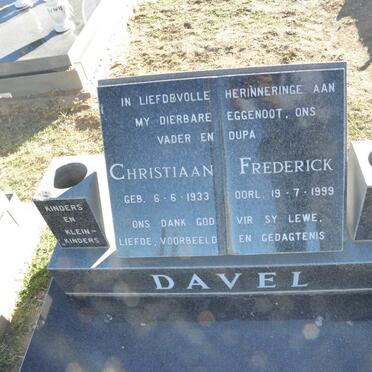 IN LIEFDEVOLLE HERINNERINGE AAN
MY DIERBARE EGGENOOT, ONS
VADER EN OUPA
CHRISTIAAN FREDERICK
GEB. 6-6-1933 OORL. 19-7-1999
ONS DANK GOD VIR SY LEWE,
LIEFDE, VOORBEELD EN GEDAGTENIS
DAVEL
KINDERS
EN
KLEIN-
KINDERS